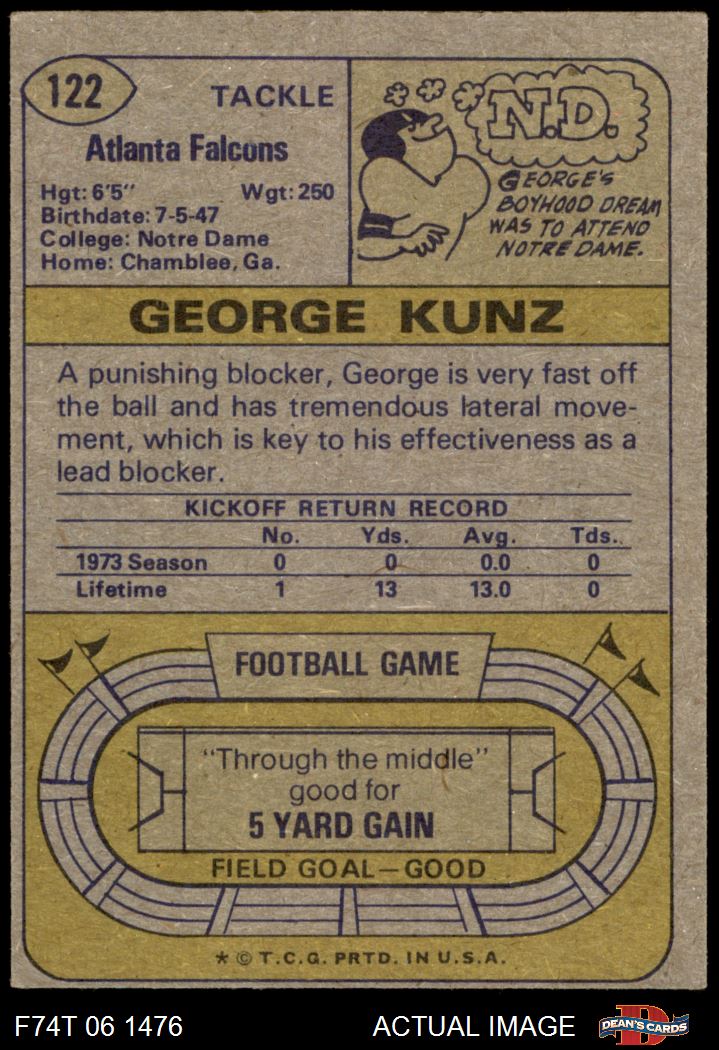 122
TACKLE
Atlanta Falcons
Hgt: 6'5" Wgt: 250
Birthdate: 7-5-47
College: Notre Dame
Home: Chamblee, Ga.
N.D.
GEORGE'S
BOYHOOD DREAM
WAS TO ATTEND
NOTRE DAME.
GEORGE KUNZ
A punishing blocker, George is very fast off
the ball and has tremendous lateral move-
ment, which is key to his effectiveness as a
lead blocker.
KICKOFF RETURN RECORD
No. Yds. Avg. Tds.
1973 Season 0 0 0.0 0
Lifetime 1 13 13.0 0
FOOTBALL GAME
"Through the middle"
good for
5 YARD GAIN
FIELD GOAL—GOOD
* © T.C.G. PRTD. IN U.S.A.
F74T 06 1476 ACTUAL IMAGE
D
DEAN'S CARDS